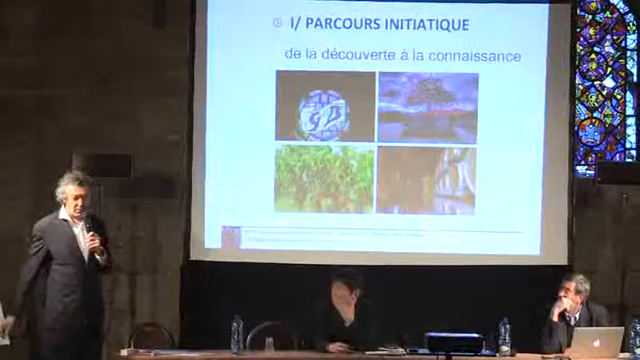 I/ PARCOURS INITIATIQUE
de la découverte à la connaissance